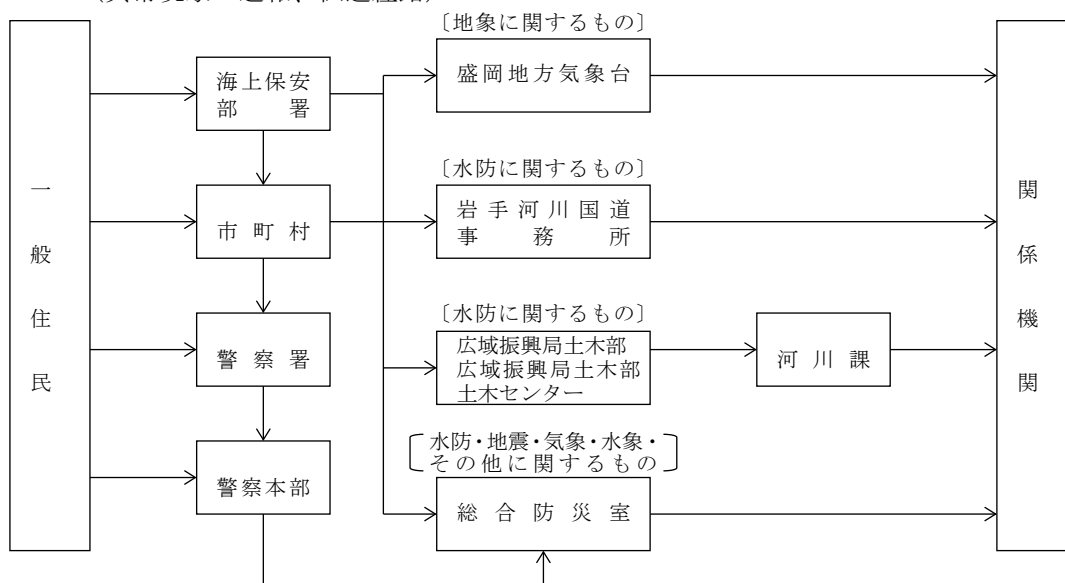 〔地象に関するもの〕
盛岡地方気象台
海上保安
部署
〔水防に関するもの〕
一般住民
市町村
岩手河川国道
事務所
関係機関
〔水防に関するもの〕
警察署
広域振興局土木部
広域振興局土木部
土木センター
河川課
水防・地震・気象・水象・
その他に関するもの
警察本部
総合防災室